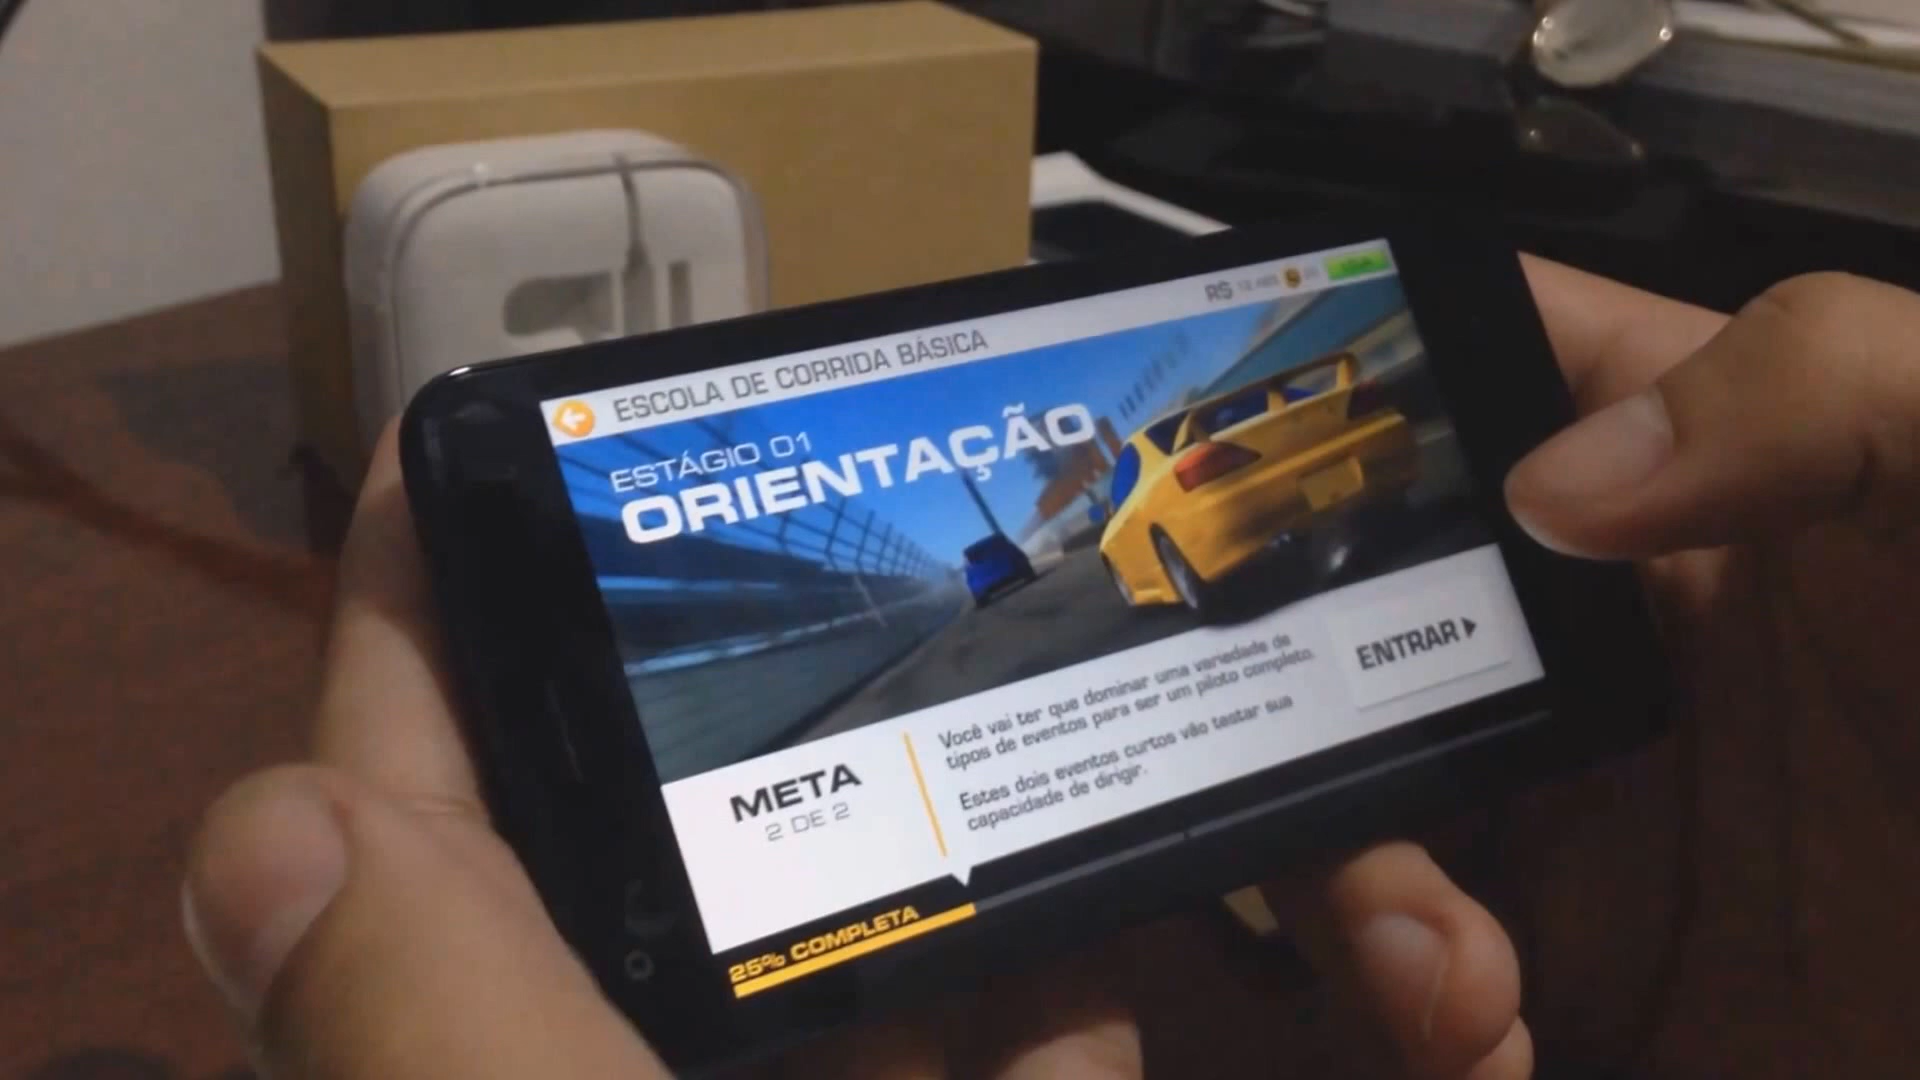 ESCOLA DE CORRIDA BÁSICA
R$
ESTÁGIO 01
ORIENTAÇÃO
META
2 DE 2
Você vai ter que dominar uma variedade de
tipos de eventos para ser um piloto completo.
Estes dois eventos curtos vão testar sua
capacidade de dirigir.
ENTRAR
25% COMPLETA